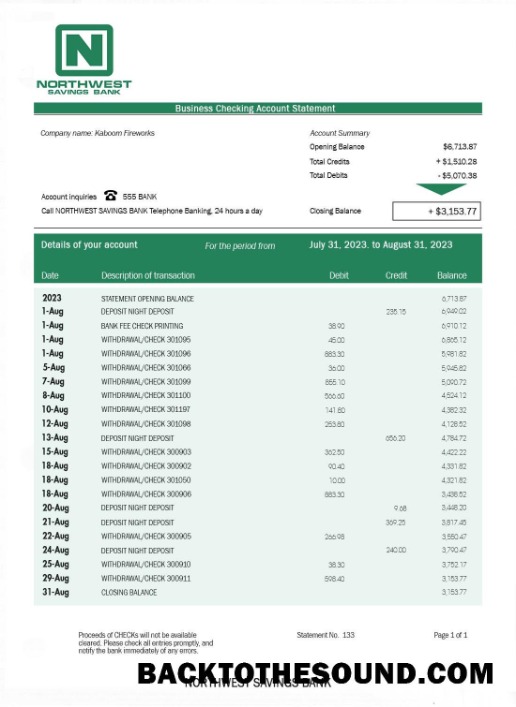 N
NORTHWEST
SAVINGS BANK
Business Checking Account Statement
Company name: Kaboom Fireworks
Account Summary
Opening Balance $6,713.87
Total Credits + $1,510.28
Total Debits - $5,070.38
Account Inquiries ☎ 555 BANK
Call NORTHWEST SAVINGS BANK Telephone Banking, 24 hours a day
Closing Balance + $3,153.77
Details of your account For the period from July 31, 2023. to August 31, 2023
Date Description of transaction Debit Credit Balance
2023 STATEMENT OPENING BALANCE 6,713.87
1-Aug DEPOSIT NIGHT DEPOSIT 235.15 6,949.02
1-Aug BANK FEE CHECK PRINTING 38.90 6,910.12
1-Aug WITHDRAWAL/CHECK 301095 45.00 6,865.12
1-Aug WITHDRAWAL/CHECK 301096 883.30 5,981.82
5-Aug WITHDRAWAL/CHECK 301066 36.00 5,945.82
7-Aug WITHDRAWAL/CHECK 301099 855.10 5,090.72
8-Aug WITHDRAWAL/CHECK 301100 566.60 4,524.12
10-Aug WITHDRAWAL/CHECK 301197 141.80 4,382.32
12-Aug WITHDRAWAL/CHECK 301098 253.80 4,128.52
13-Aug DEPOSIT NIGHT DEPOSIT 656.20 4,784.72
15-Aug WITHDRAWAL/CHECK 300903 362.50 4,422.22
18-Aug WITHDRAWAL/CHECK 300902 90.40 4,331.82
18-Aug WITHDRAWAL/CHECK 301050 10.00 4,321.82
18-Aug WITHDRAWAL/CHECK 300906 883.30 3,438.52
20-Aug DEPOSIT NIGHT DEPOSIT 9.68 3,448.20
21-Aug DEPOSIT NIGHT DEPOSIT 369.25 3,817.45
22-Aug WITHDRAWAL/CHECK 300905 266.98 3,550.47
24-Aug DEPOSIT NIGHT DEPOSIT 240.00 3,790.47
25-Aug WITHDRAWAL/CHECK 300910 38.30 3,752.17
29-Aug WITHDRAWAL/CHECK 300911 598.40 3,153.77
31-Aug CLOSING BALANCE 3,153.77
Proceeds of CHECKs will not be available
cleared. Please check all entries promptly, and
notify the bank immediately of any errors.
Statement No. 133 Page 1 of 1
BACKTOTHESOUND.COM
NORTHWEST SAVINGS BANK